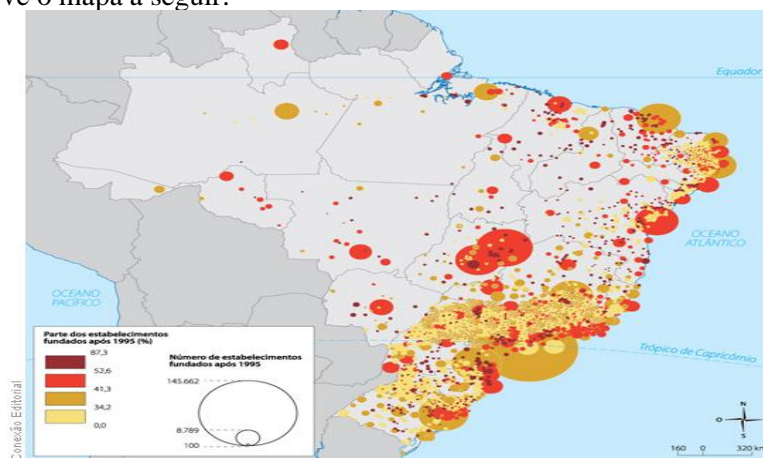 ve o mapa a seguir:
Equador
OCEANO
ATLÂNTICO
OCEANO
PACÍFICO
Trópico de Capricórnio
Parte dos estabelecimentos
fundados após 1995 (%)
87,3
52,6
41,3
34,2
0,0
Número de estabelecimentos
fundados após 1995
145.662
8.789
100
Conexão Editorial
N
O
L
S
160 0 320 km